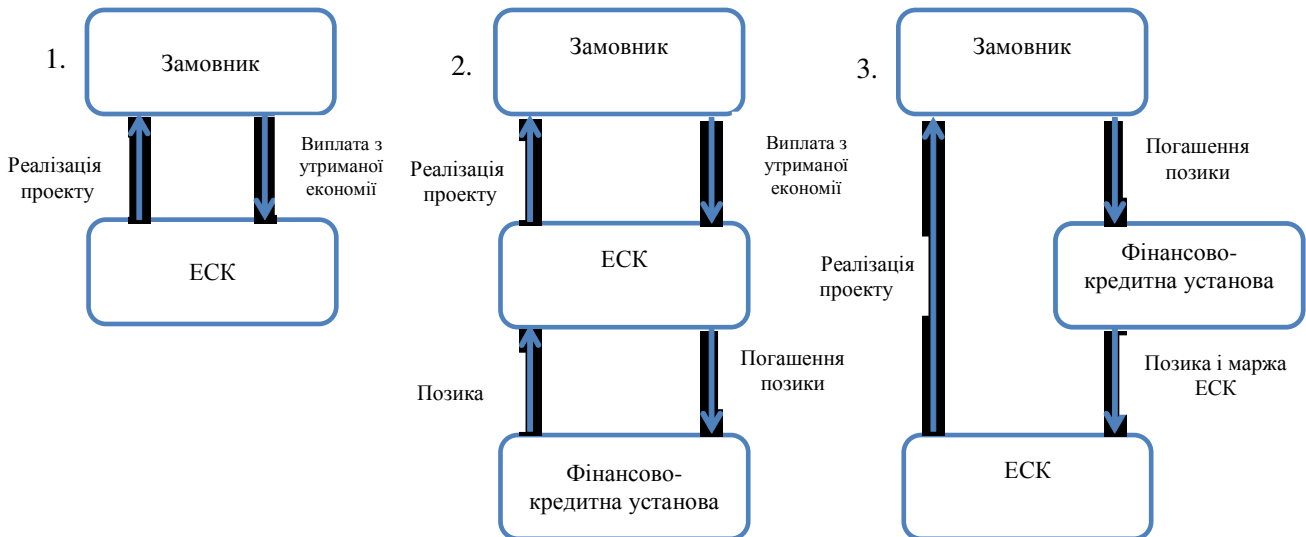 1.
Замовник
Реалізація
проекту
Виплата з
утриманої
економії
ЕСК
2.
Замовник
Реалізація
проекту
Виплата з
утриманої
економії
ЕСК
Позика
Погашення
позики
Фінансово-
кредитна установа
3.
Замовник
Реалізація
проекту
Погашення
позики
Фінансово-
кредитна установа
Позика і маржа
ЕСК
ЕСК